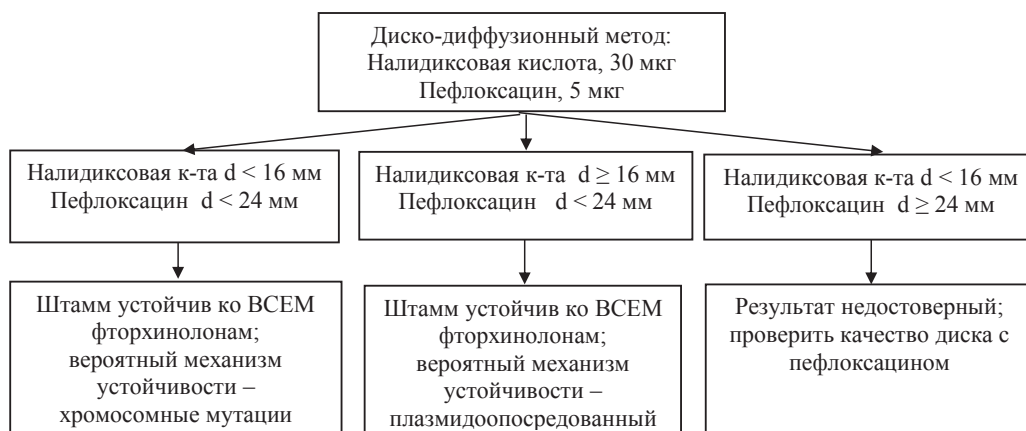 Диско-диффузионный метод:
Налидиксовая кислота, 30 мкг
Пефлоксацин, 5 мкг
Налидиксовая к-та d < 16 мм
Пефлоксацин d < 24 мм
Налидиксовая к-та d ≥ 16 мм
Пефлоксацин d < 24 мм
Налидиксовая к-та d < 16 мм
Пефлоксацин d ≥ 24 мм
Штамм устойчив ко ВСЕМ
фторхинолонам;
вероятный механизм
устойчивости –
хромосомные мутации
Штамм устойчив ко ВСЕМ
фторхинолонам;
вероятный механизм
устойчивости –
плазмидоопосредованный
Результат недостоверный;
проверить качество диска с
пефлоксацином